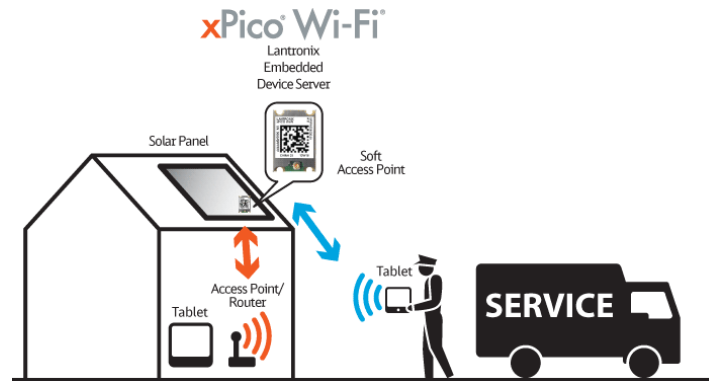 xPico® Wi-Fi®
Lantronix
Embedded
Device Server
Solar Panel
Soft
Access Point
Access Point/
Router
Tablet
Tablet
SERVICE